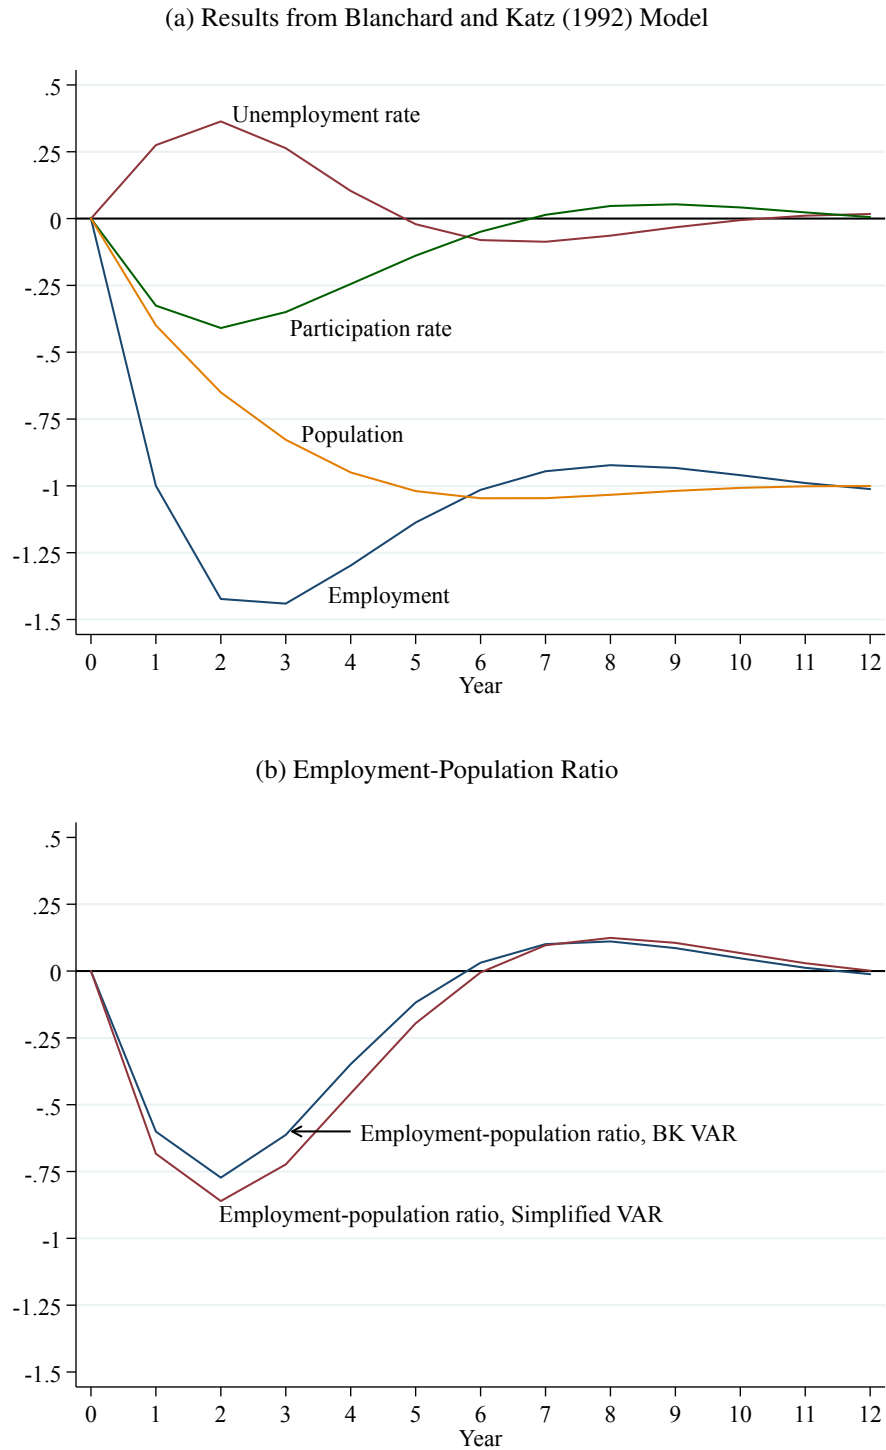 (a) Results from Blanchard and Katz (1992) Model
.5
Unemployment rate
.25
0
-.25
Participation rate
-.5
-.75
Population
-1
-1.25
Employment
-1.5
0 1 2 3 4 5 6 7 8 9 10 11 12
Year
(b) Employment-Population Ratio
.5
.25
0
-.25
-.5
Employment-population ratio, BK VAR
-.75
Employment-population ratio, Simplified VAR
-1
-1.25
-1.5
0 1 2 3 4 5 6 7 8 9 10 11 12
Year